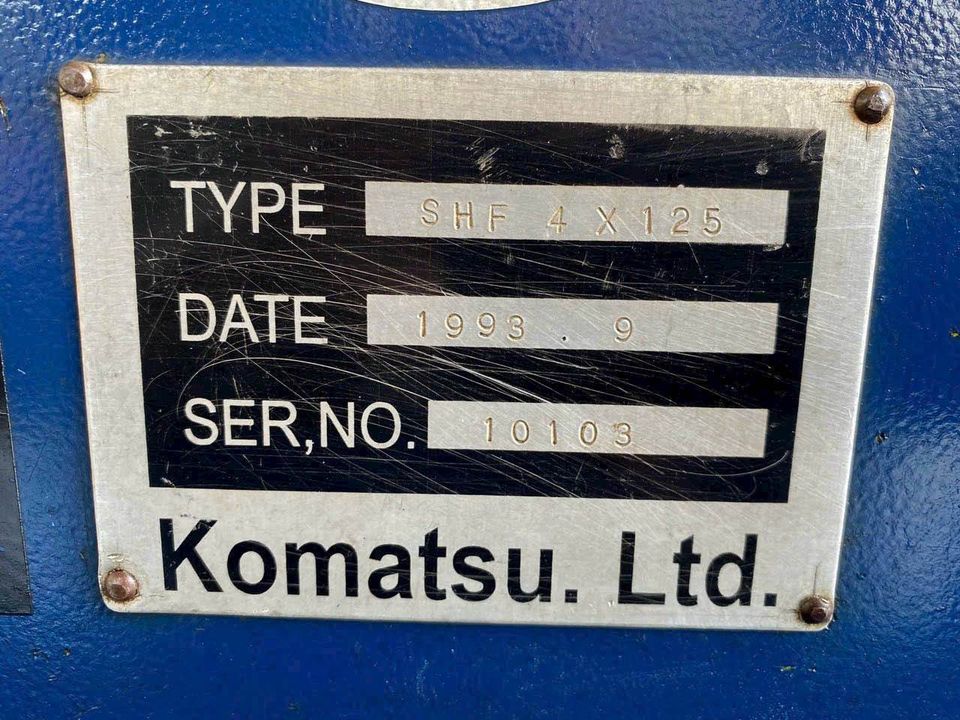 TYPE SHF 4 X 125
DATE 1993 . 9
SER,NO. 10103
Komatsu. Ltd.